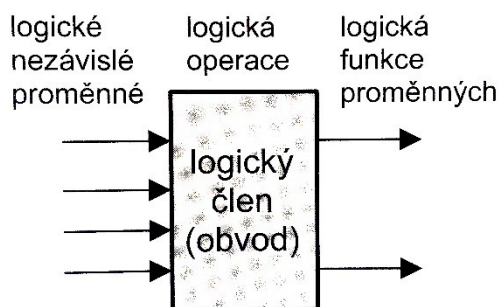 logické
nezávislé
proměnné
logická
operace
logická
funkce
proměnných
logický
člen
(obvod)